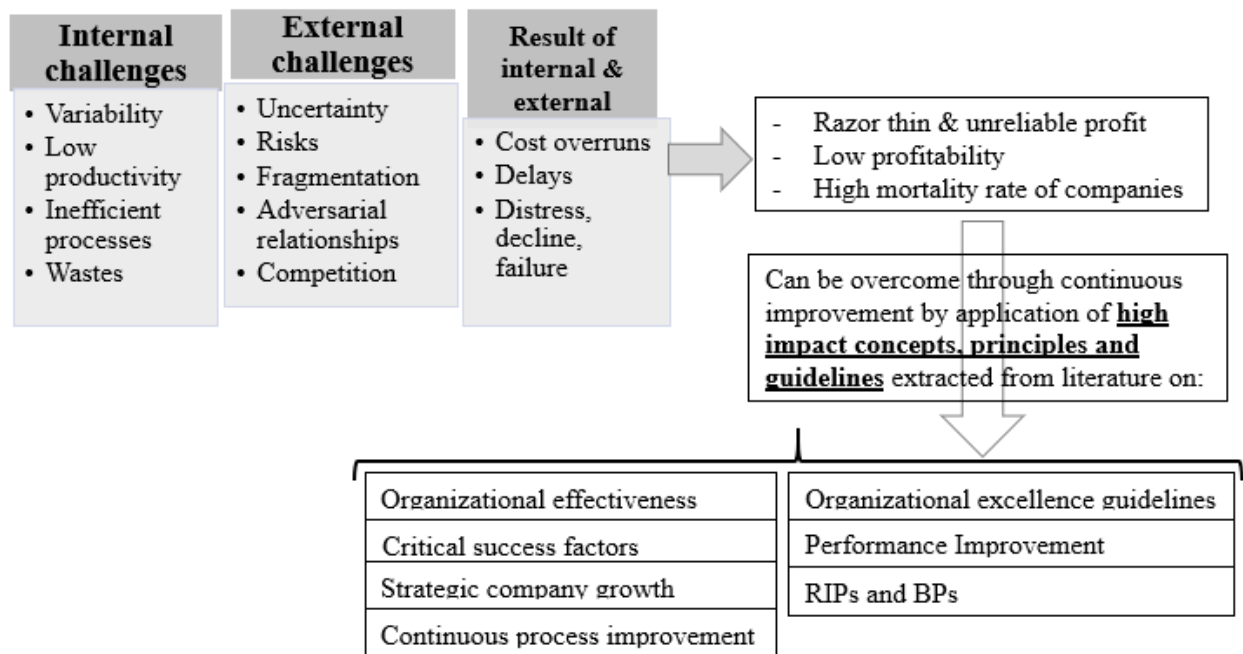 Internal
challenges
• Variability
• Low
productivity
• Inefficient
processes
• Wastes
External
challenges
• Uncertainty
• Risks
• Fragmentation
• Adversarial
relationships
• Competition
Result of
internal &
external
• Cost overruns
• Delays
• Distress,
decline,
failure
- Razor thin & unreliable profit
- Low profitability
- High mortality rate of companies
Can be overcome through continuous
improvement by application of high
impact concepts, principles and
guidelines extracted from literature on:
Organizational effectiveness
Critical success factors
Strategic company growth
Continuous process improvement
Organizational excellence guidelines
Performance Improvement
RIPs and BPs